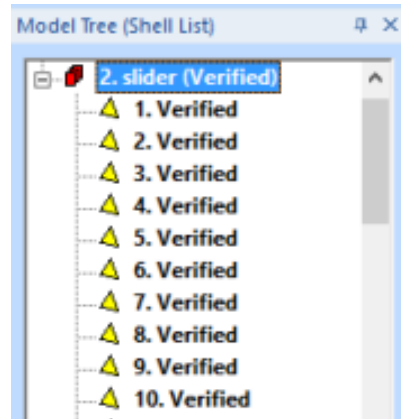 Model Tree (Shell List)
2. slider (Verified)
1. Verified
2. Verified
3. Verified
4. Verified
5. Verified
6. Verified
7. Verified
8. Verified
9. Verified
10. Verified